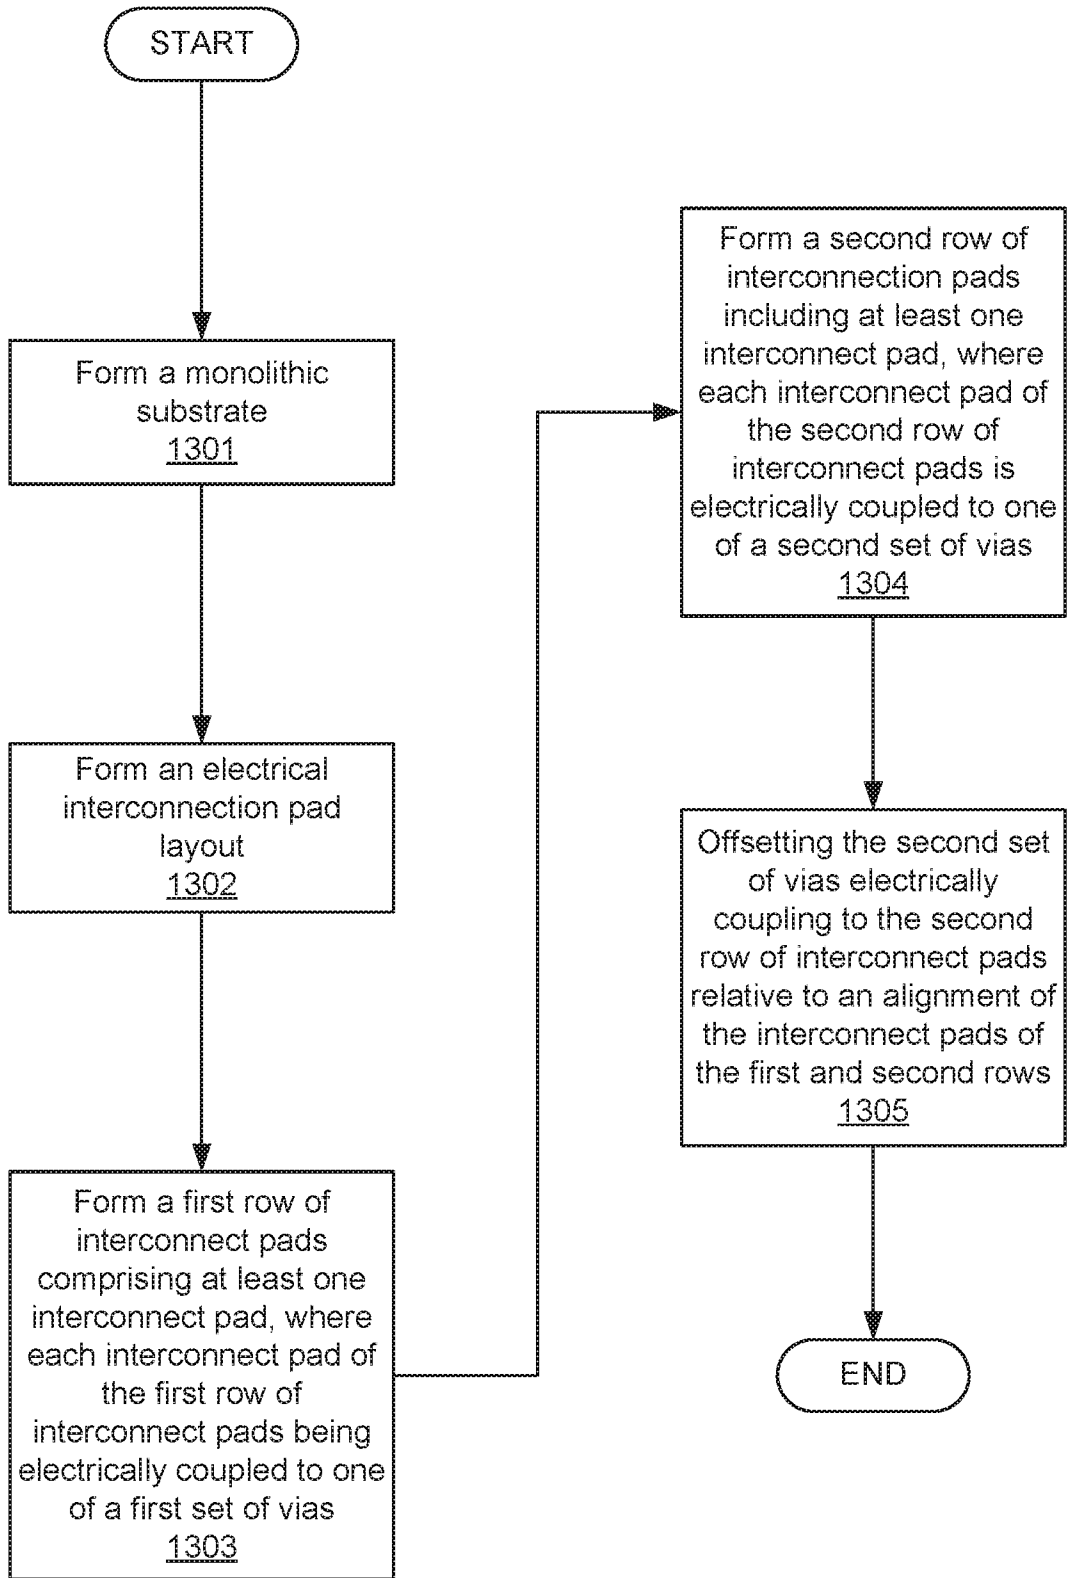 START
Form a monolithic
substrate
1301
Form an electrical
interconnection pad
layout
1302
Form a first row of
interconnect pads
comprising at least one
interconnect pad, where
each interconnect pad of
the first row of
interconnect pads being
electrically coupled to one
of a first set of vias
1303
Form a second row of
interconnection pads
including at least one
interconnect pad, where
each interconnect pad of
the second row of
interconnect pads is
electrically coupled to one
of a second set of vias
1304
Offsetting the second set
of vias electrically
coupling to the second
row of interconnect pads
relative to an alignment of
the interconnect pads of
the first and second rows
1305
END